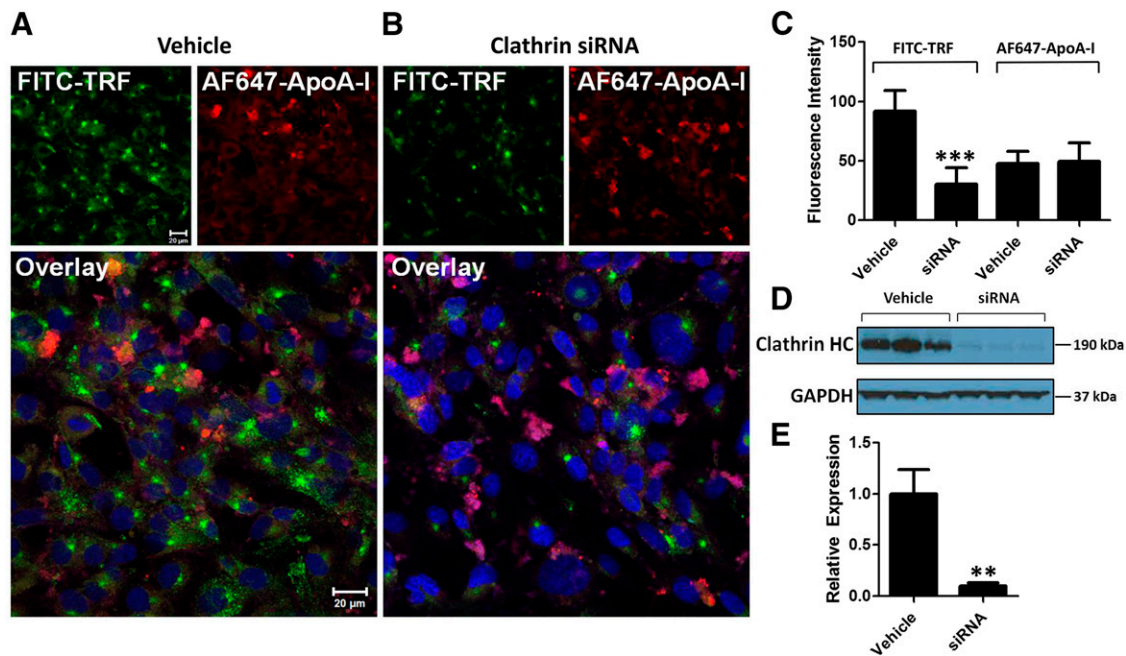 A
Vehicle
FITC-TRF
AF647-ApoA-I
20 µm
Overlay
20 µm
B
Clathrin siRNA
FITC-TRF
AF647-ApoA-I
Overlay
C
FITC-TRF
AF647-ApoA-I
Fluorescence Intensity
150
100
50
0
***
Vehicle
siRNA
Vehicle
siRNA
D
Vehicle
siRNA
Clathrin HC
190 kDa
GAPDH
37 kDa
E
Relative Expression
1.5
1.0
0.5
0.0
**
Vehicle
siRNA